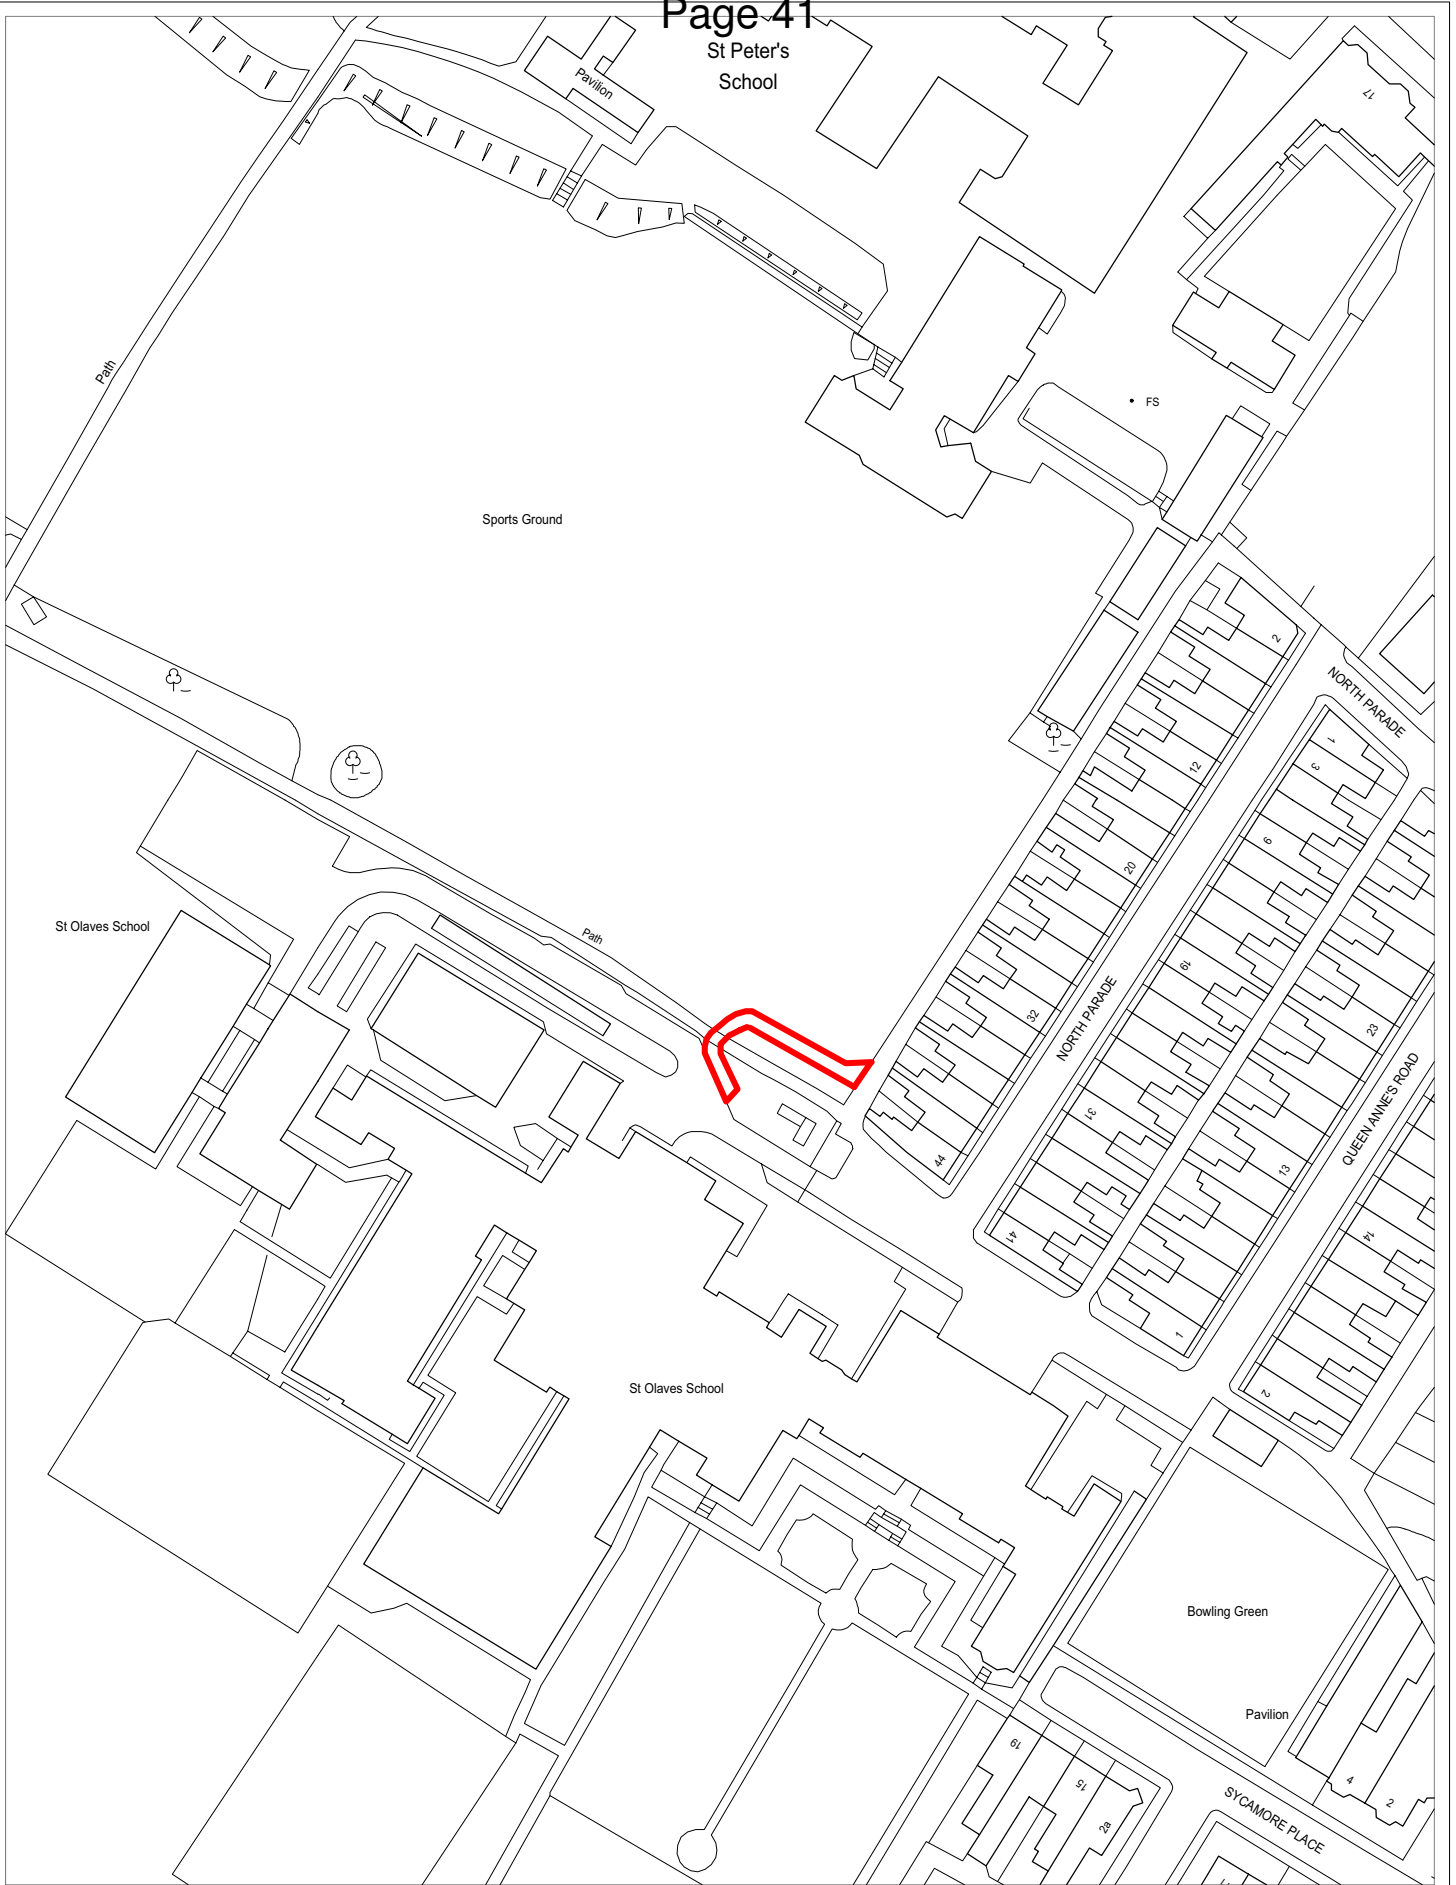 Page 41
St Peter's
School
Pavilion
17
Path
FS
Sports Ground
2
NORTH PARADE
1
3
12
6
20
St Olaves School
Path
19
32
NORTH PARADE
23
QUEEN ANNE'S ROAD
31
44
13
14
41
1
2
St Olaves School
Bowling Green
Pavilion
19
15
2a
4
2
SYCAMORE PLACE